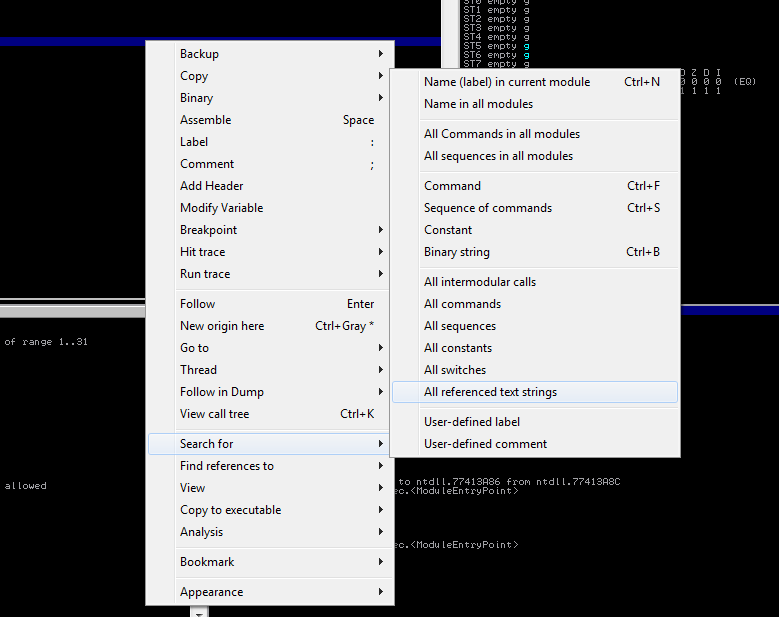 ST0 empty g
ST1 empty g
ST2 empty g
ST3 empty g
ST4 empty g
ST5 empty g
ST6 empty g
ST7 empty g
D Z D I
0 0 0 0 (EQ)
1 1 1 1
Backup
Copy
Binary
Assemble Space
Label :
Comment ;
Add Header
Modify Variable
Breakpoint
Hit trace
Run trace
Follow Enter
New origin here Ctrl+Gray *
Go to
Thread
Follow in Dump
View call tree Ctrl+K
Search for
Find references to
View
Copy to executable
Analysis
Bookmark
Appearance
Name (label) in current module Ctrl+N
Name in all modules
All Commands in all modules
All sequences in all modules
Command Ctrl+F
Sequence of commands Ctrl+S
Constant
Binary string Ctrl+B
All intermodular calls
All commands
All sequences
All constants
All switches
All referenced text strings
User-defined label
User-defined comment
of range 1..31
allowed
to ntdll.77413A86 from ntdll.77413A8C
ec.<ModuleEntryPoint>
ec.<ModuleEntryPoint>